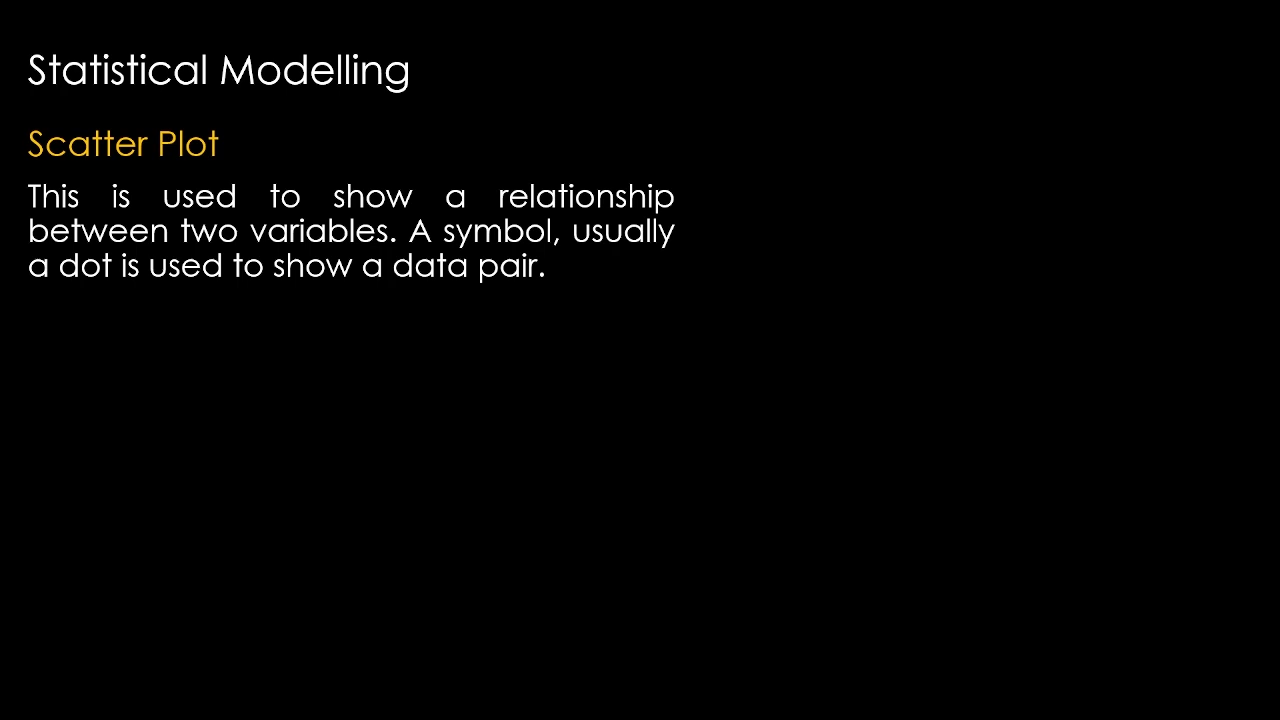 Statistical Modelling
Scatter Plot
This is used to show a relationship
between two variables. A symbol, usually
a dot is used to show a data pair.